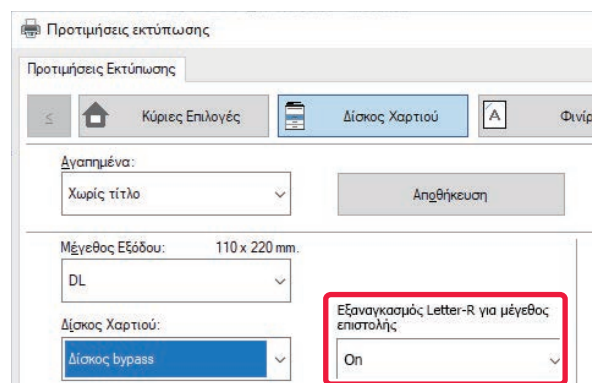 Προτιμήσεις εκτύπωσης
Προτιμήσεις Εκτύπωσης
< Κύριες Επιλογές Δίσκος Χαρτιού A Φινίρ
Αγαπημένα:
Χωρίς τίτλο Αποθήκευση
Μέγεθος Εξόδου: 110 x 220 mm.
DL
Εξαναγκασμός Letter-R για μέγεθος
επιστολής
Δίσκος Χαρτιού:
Δίσκος bypass On